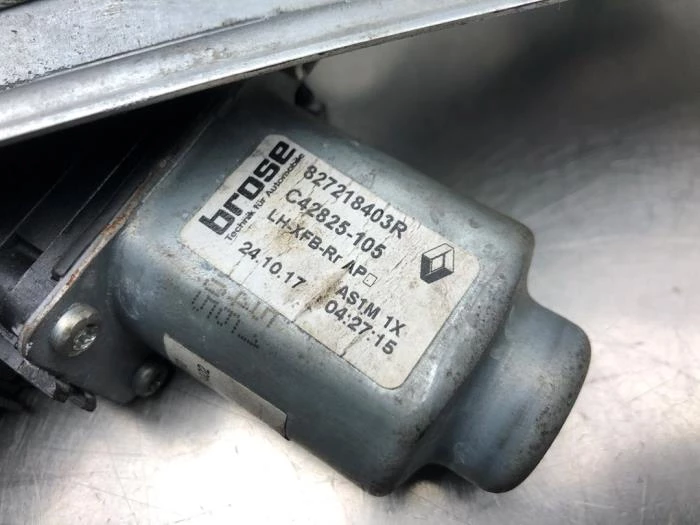 brose
Technik für Automobile
827218403R
C42825-105
LH-XFB-Rr AP
24.10.17 AS1M 1X
04:27:15